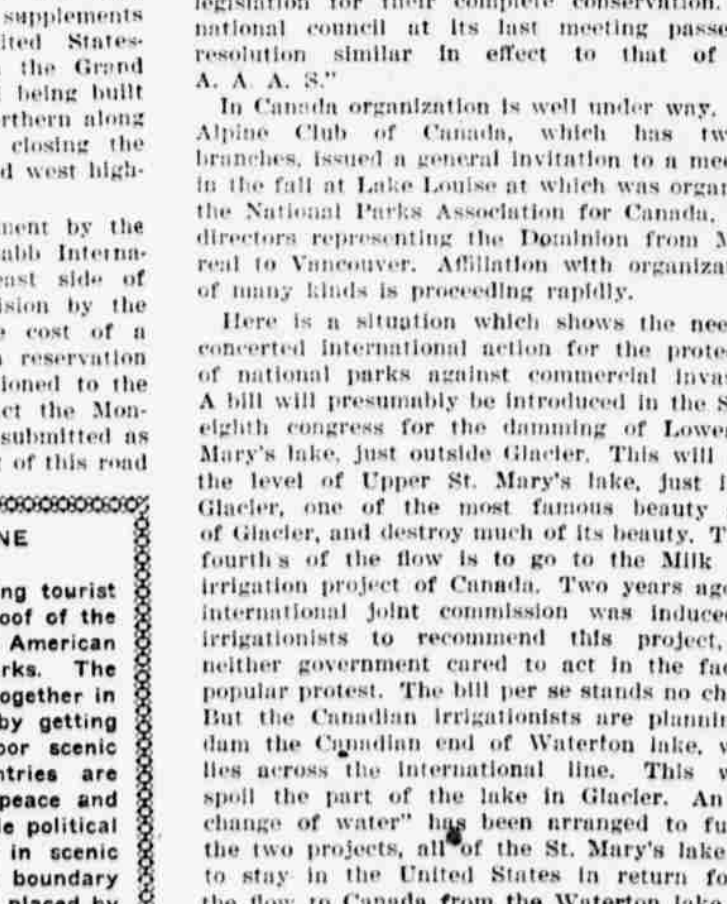 supplements
ited States-
the Grand
being built
rthern along
closing the
d west high-
ment by the
abb Interna-
east side of
ision by the
cost of a
reservation
ioned to the
ct the Mon-
submitted as
of this road
NE
ng tourist
oof of the
American
rks. The
ogether in
by getting
oor scenic
ntries are
peace and
le political
in scenic
boundary
placed by
legislation for their complete conservation.
national council at its last meeting passe
resolution similar in effect to that of
A. A. A. S."
In Canada organization is well under way.
Alpine Club of Canada, which has tw
branches, issued a general invitation to a mee
in the fall at Lake Louise at which was organ
the National Parks Association for Canada,
directors representing the Dominion from M
real to Vancouver. Affiliation with organiza
of many kinds is proceeding rapidly.
Here is a situation which shows the nee
concerted international action for the prote
of national parks against commercial inva
A bill will presumably be introduced in the S
eighth congress for the damming of Lower
Mary's lake, just outside Glacier. This will
the level of Upper St. Mary's lake, just i
Glacier, one of the most famous beauty
of Glacier, and destroy much of its beauty. T
fourths of the flow is to go to the Milk
irrigation project of Canada. Two years ago
international joint commission was induced
irrigationists to recommend this project,
neither government cared to act in the fac
popular protest. The bill per se stands no ch
But the Canadian irrigationists are plannin
dam the Canadian end of Waterton lake, w
lies across the international line. This w
spoil the part of the lake in Glacier. An
change of water" has been arranged to fu
the two projects, all of the St. Mary's lake
to stay in the United States in return fo
the flow to Canada from the Waterton lake